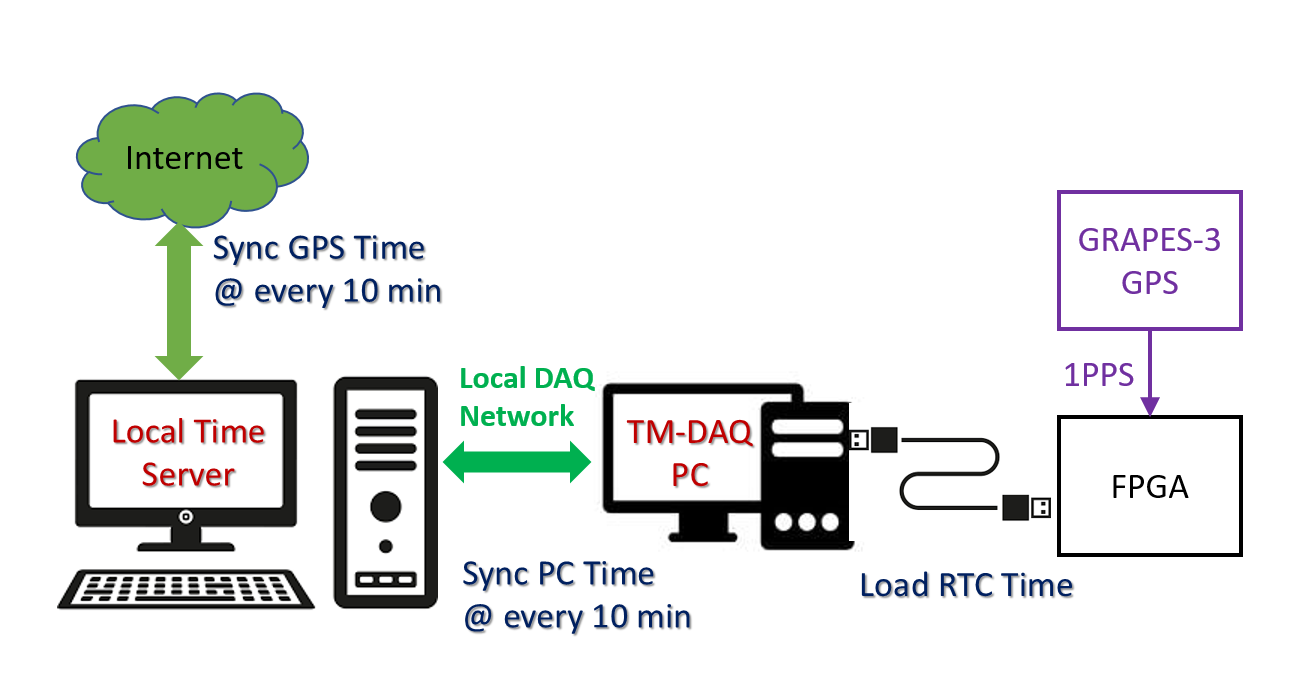 Internet
Sync GPS Time
@ every 10 min
GRAPES-3
GPS
1PPS
Local DAQ
Network
Local Time
Server
TM-DAQ
PC
FPGA
Sync PC Time
@ every 10 min
Load RTC Time